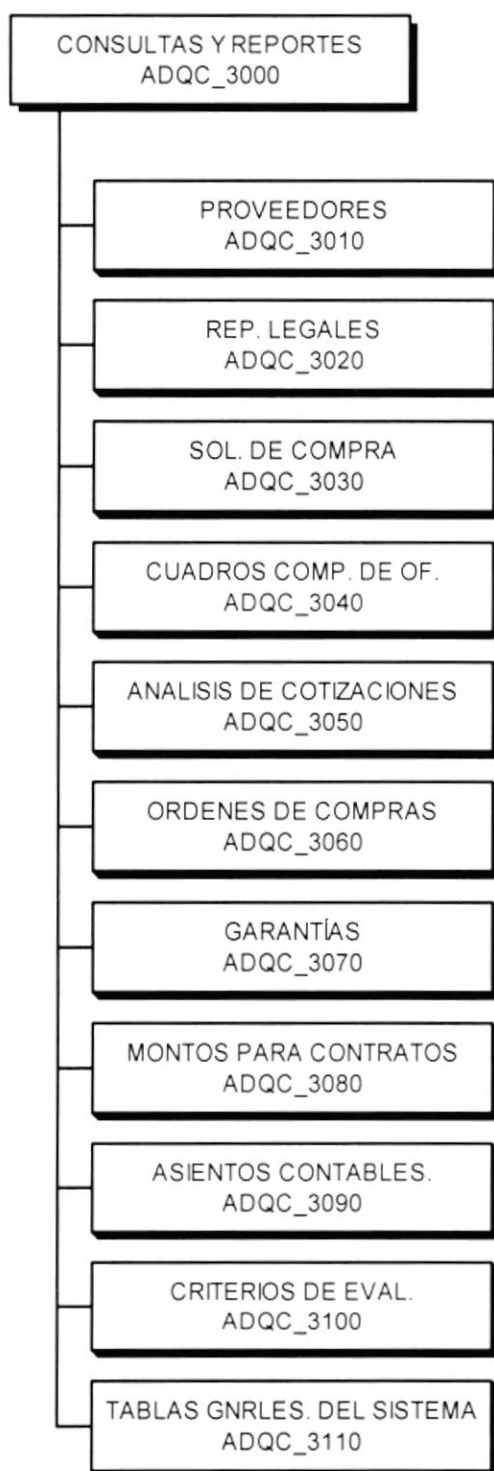 CONSULTAS Y REPORTES
ADQC_3000
PROVEEDORES
ADQC_3010
REP. LEGALES
ADQC_3020
SOL. DE COMPRA
ADQC_3030
CUADROS COMP. DE OF.
ADQC_3040
ANALISIS DE COTIZACIONES
ADQC_3050
ORDENES DE COMPRAS
ADQC_3060
GARANTÍAS
ADQC_3070
MONTOS PARA CONTRATOS
ADQC_3080
ASIENTOS CONTABLES.
ADQC_3090
CRITERIOS DE EVAL.
ADQC_3100
TABLAS GNRLES. DEL SISTEMA
ADQC_3110